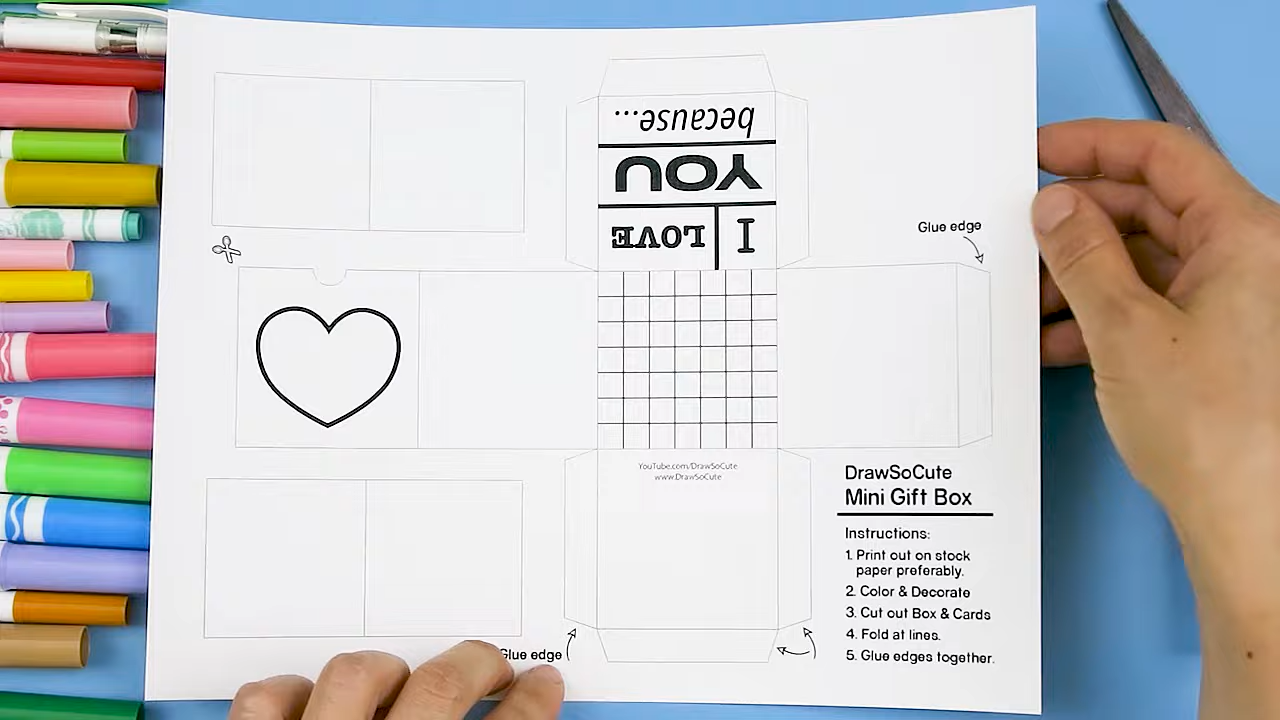 I LOVE
YOU
because...
Glue edge
YouTube.com/DrawSoCute
www.DrawSoCute
DrawSoCute
Mini Gift Box
Instructions:
1. Print out on stock
paper preferably.
2. Color & Decorate
3. Cut out Box & Cards
4. Fold at lines.
5. Glue edges together.
Glue edge